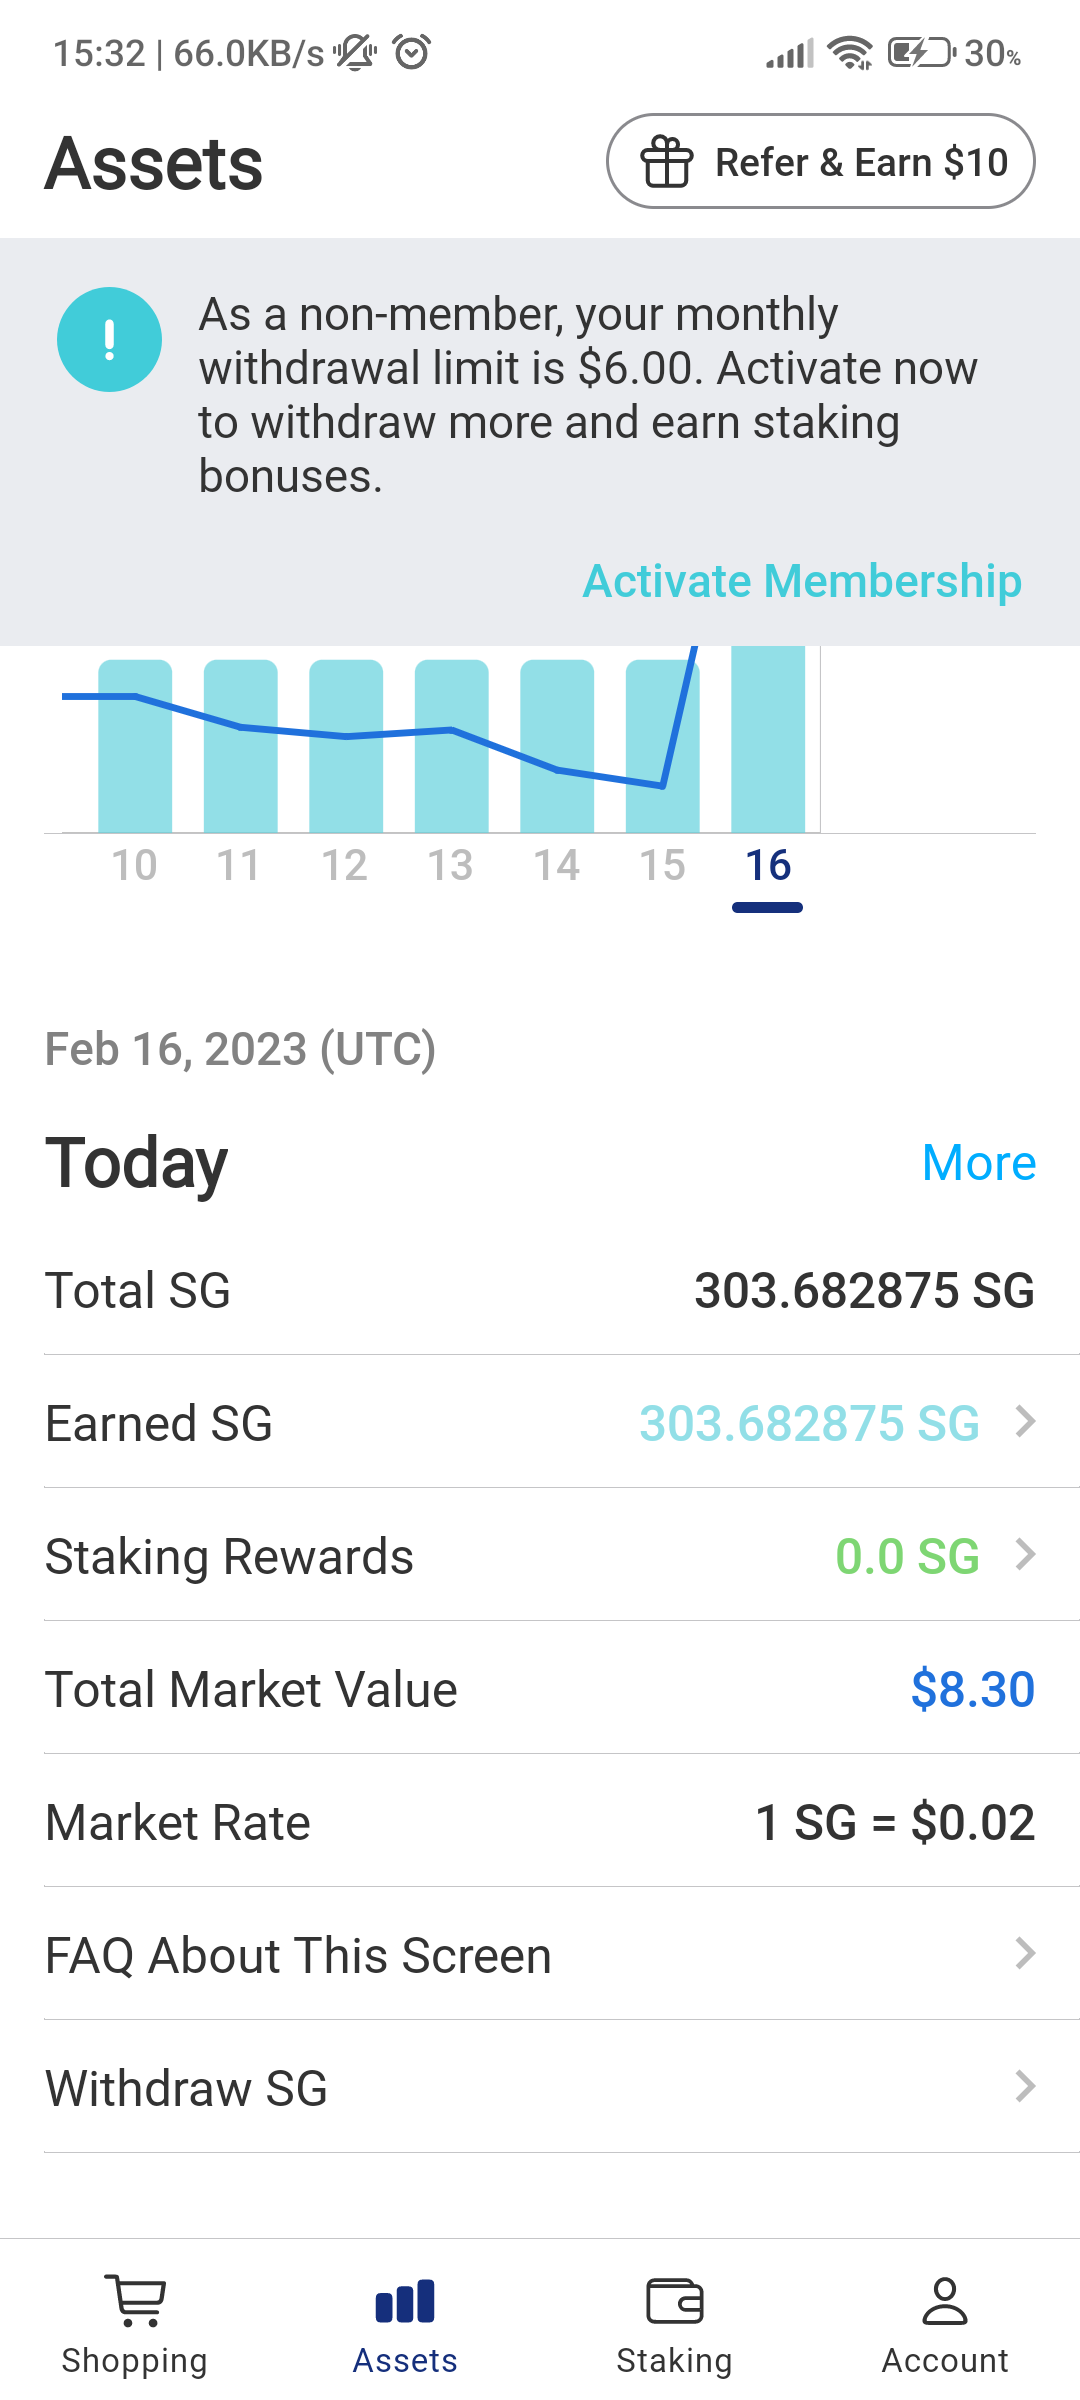 15:32 | 66.0KB/s 30%
Assets
Refer & Earn $10
As a non-member, your monthly
withdrawal limit is $6.00. Activate now
to withdraw more and earn staking
bonuses.
Activate Membership
10 11 12 13 14 15 16
Feb 16, 2023 (UTC)
Today More
Total SG 303.682875 SG
Earned SG 303.682875 SG
Staking Rewards 0.0 SG
Total Market Value $8.30
Market Rate 1 SG = $0.02
FAQ About This Screen
Withdraw SG
Shopping Assets Staking Account